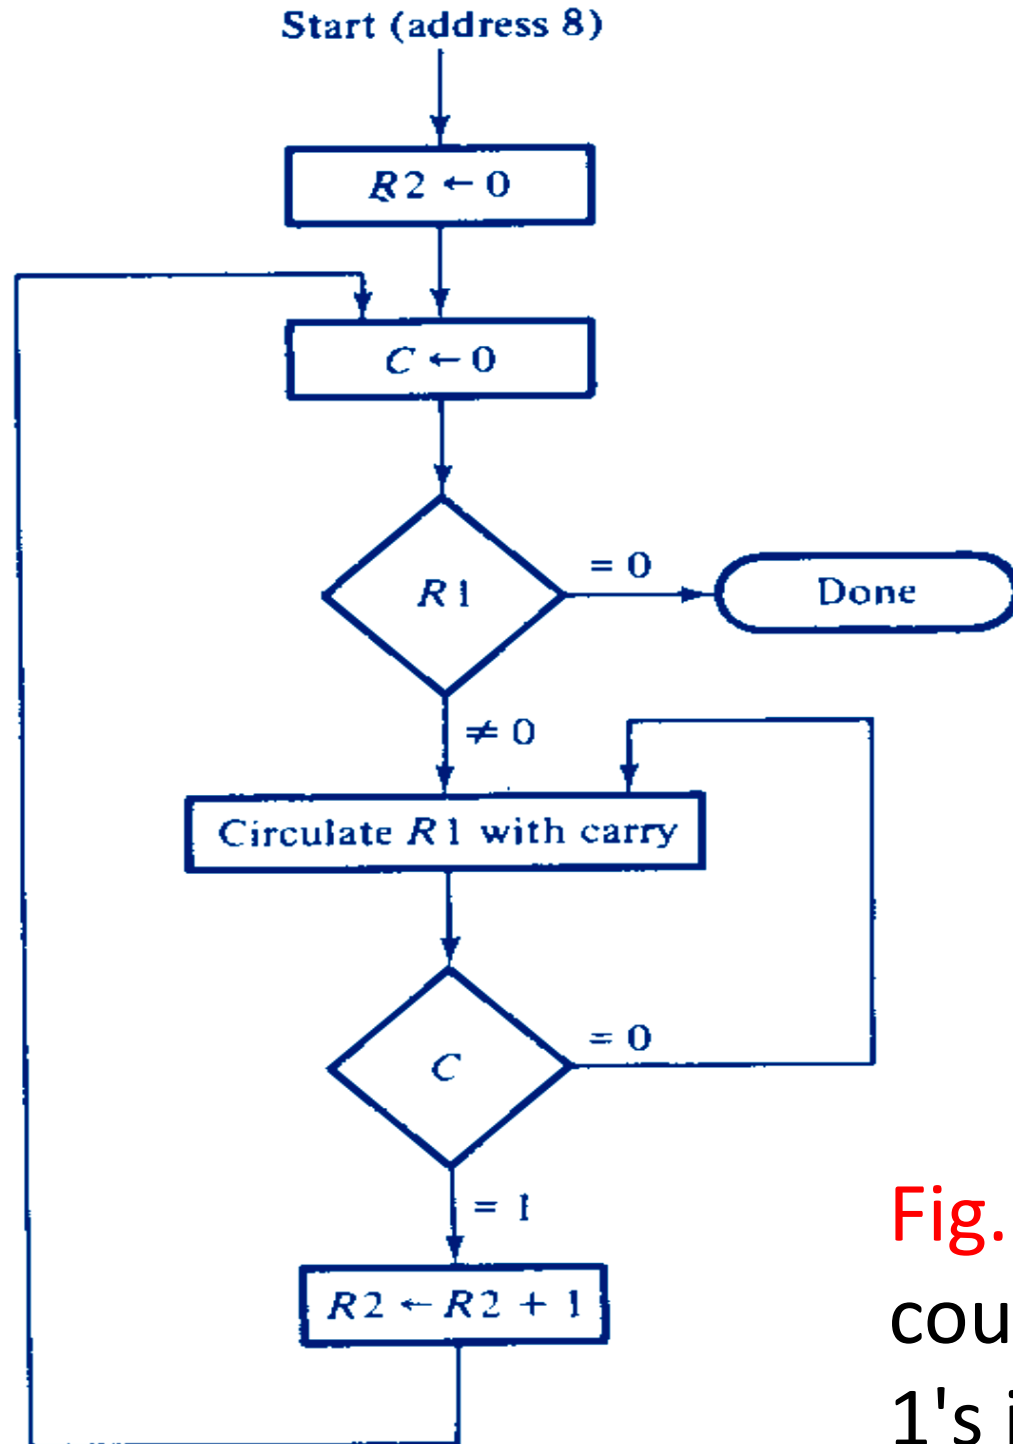 Start (address 8)
R2 ← 0
C ← 0
R1
= 0
Done
≠ 0
Circulate R1 with carry
C
= 0
= 1
R2 ← R2 + 1
Fig.
cou
1's i